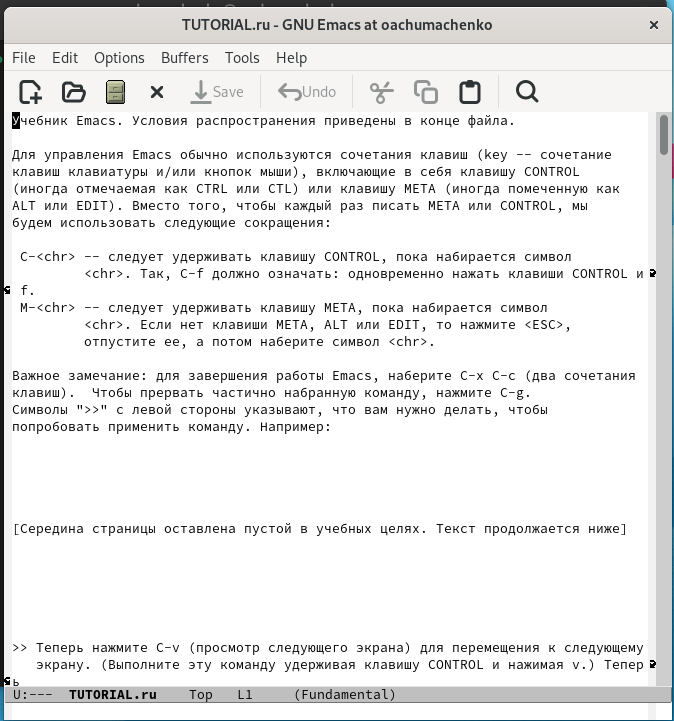 TUTORIAL.ru - GNU Emacs at oachumachenko
File Edit Options Buffers Tools Help
Save Undo
Учебник Emacs. Условия распространения приведены в конце файла.
Для управления Emacs обычно используются сочетания клавиш (key -- сочетание
клавиш клавиатуры и/или кнопок мыши), включающие в себя клавишу CONTROL
(иногда отмечаемая как CTRL или CTL) или клавишу META (иногда помеченную как
ALT или EDIT). Вместо того, чтобы каждый раз писать META или CONTROL, мы
будем использовать следующие сокращения:
C-<chr> -- следует удерживать клавишу CONTROL, пока набирается символ
<chr>. Так, C-f должно означать: одновременно нажать клавиши CONTROL и
f.
M-<chr> -- следует удерживать клавишу META, пока набирается символ
<chr>. Если нет клавиши META, ALT или EDIT, то нажмите <ESC>,
отпустите ее, а потом наберите символ <chr>.
Важное замечание: для завершения работы Emacs, наберите C-x C-c (два сочетания
клавиш). Чтобы прервать частично набранную команду, нажмите C-g.
Символы ">>" с левой стороны указывают, что вам нужно делать, чтобы
попробовать применить команду. Например:
[Середина страницы оставлена пустой в учебных целях. Текст продолжается ниже]
>> Теперь нажмите C-v (просмотр следующего экрана) для перемещения к следующему
экрану. (Выполните эту команду удерживая клавишу CONTROL и нажимая v.) Тепер
ь
U:--- TUTORIAL.ru Top L1 (Fundamental)